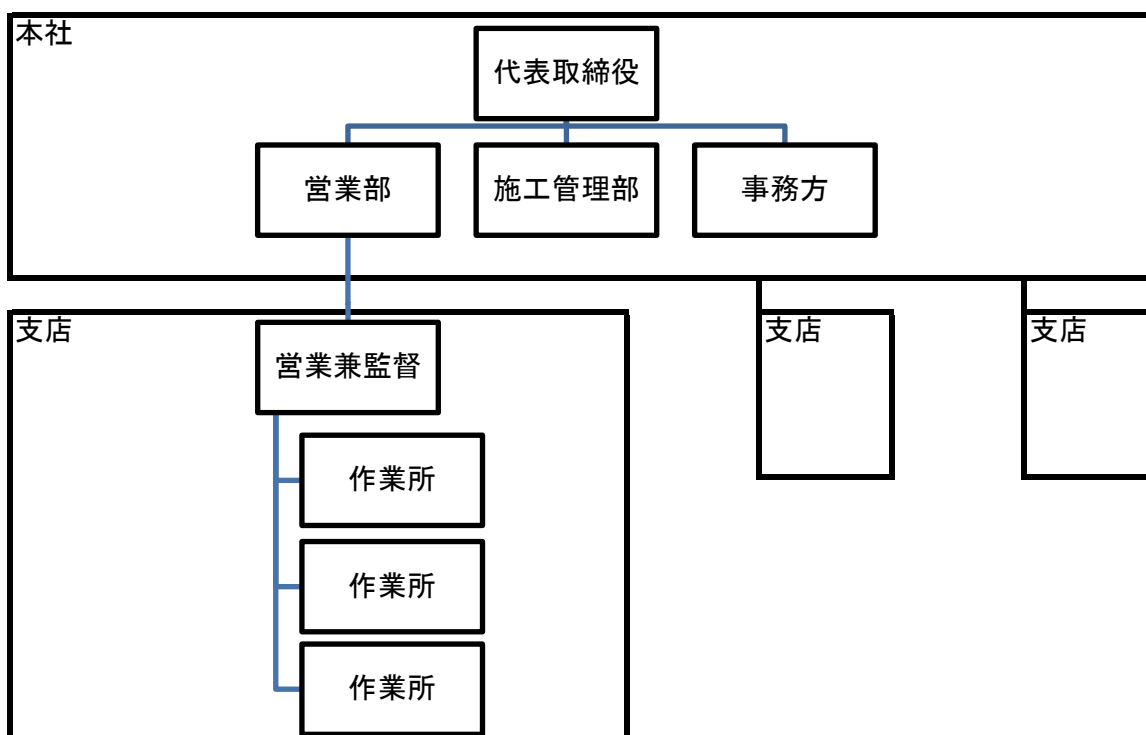 本社
代表取締役
営業部
施工管理部
事務方
支店
営業兼監督
作業所
作業所
作業所
支店
支店